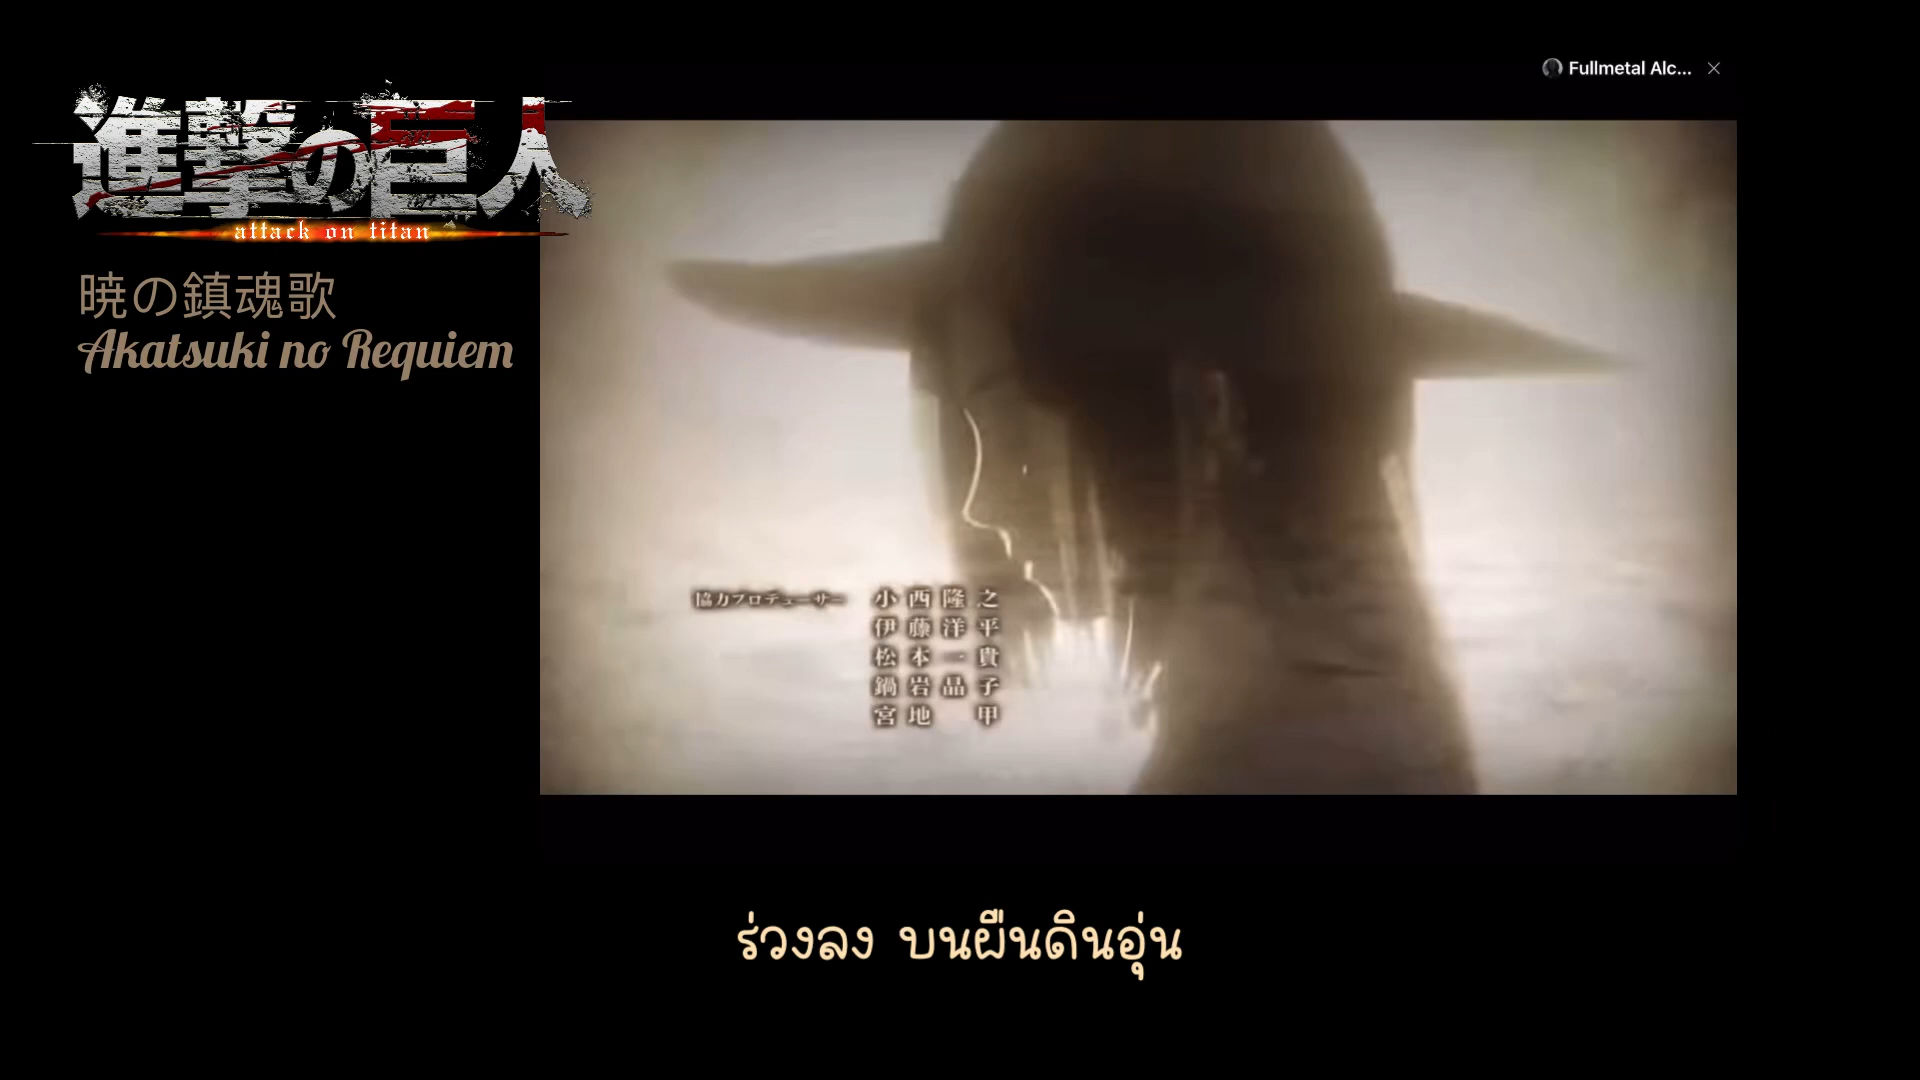 Fullmetal Alc...
進撃の巨人
attack on titan
暁の鎮魂歌
Akatsuki no Requiem
協力プロデューサー 小西隆之
伊藤洋平
松本一貴
鍋岩晶子
宮地 甲
ร่วงลง บนผืนดินอุ่น